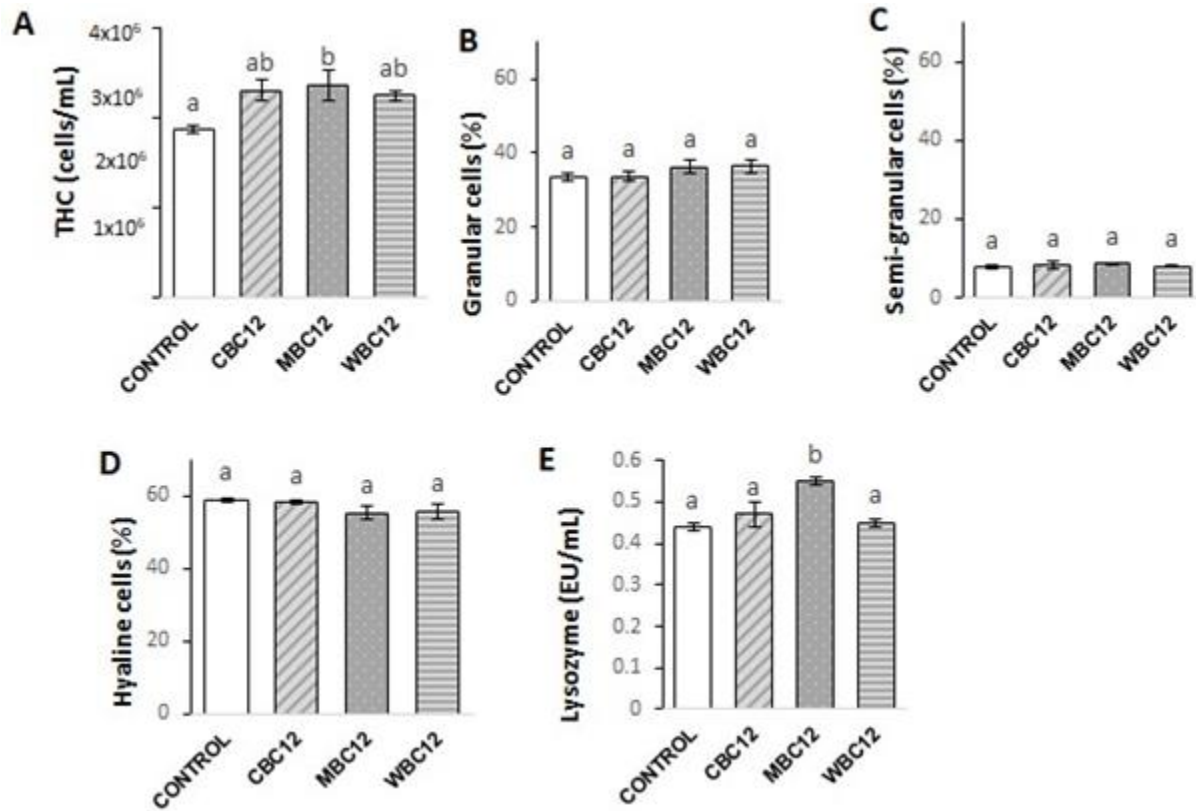 A
THC (cells/mL)
4x10⁶
3x10⁶
2x10⁶
1x10⁶
a
ab
b
ab
CONTROL
CBC12
MBC12
WBC12
B
Granular cells (%)
60
40
20
0
a
a
a
a
CONTROL
CBC12
MBC12
WBC12
C
Semi-granular cells (%)
60
40
20
0
a
a
a
a
CONTROL
CBC12
MBC12
WBC12
D
Hyaline cells (%)
60
40
20
0
a
a
a
a
CONTROL
CBC12
MBC12
WBC12
E
Lysozyme (EU/mL)
0.6
0.5
0.4
0.3
0.2
0.1
0
a
a
b
a
CONTROL
CBC12
MBC12
WBC12